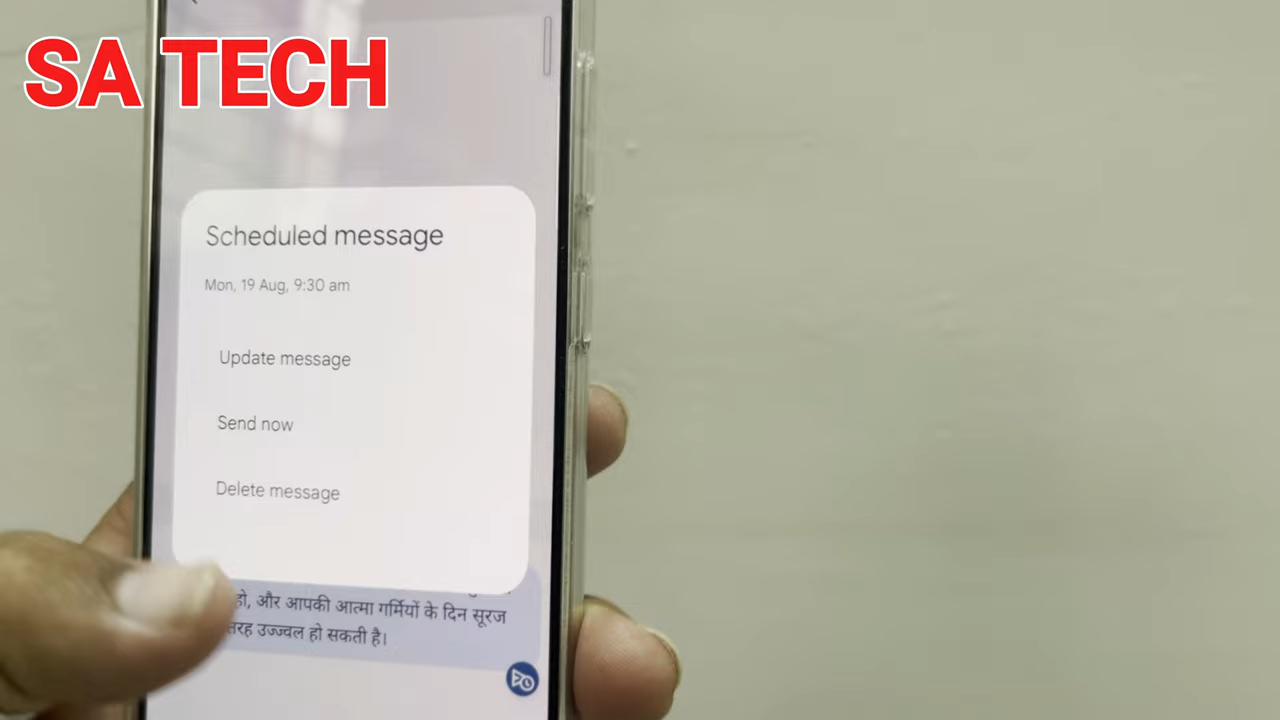 SA TECH
Scheduled message
Mon, 19 Aug, 9:30 am
Update message
Send now
Delete message
हो, और आपकी आत्मा गर्मियों के दिन सूरज
तरह उज्ज्वल हो सकती है।